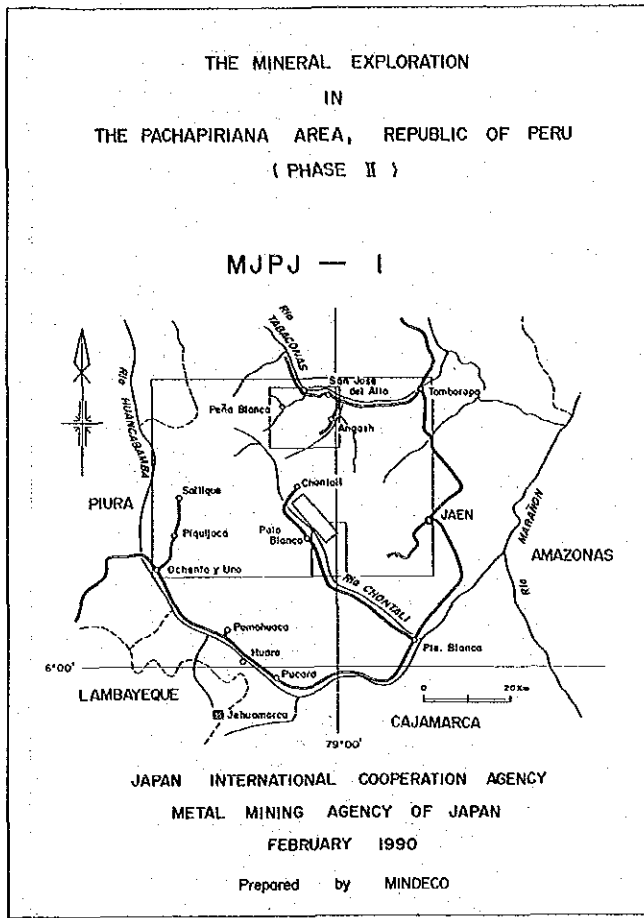 THE MINERAL EXPLORATION
IN
THE PACHAPIRIANA AREA, REPUBLIC OF PERU
( PHASE II )
MJPJ — I
Rio
TABACONAS
Rio HUANCABAMBA
San Jose
del Alto
Tamborapa
Peña Blanca
Angash
Sallique
Chontali
PIURA
Piquijaca
Palo
Blanco
JAEN
MARAÑON
Rio
AMAZONAS
Ochenta y Uno
Rio CHONTALI
Pomahuaca
Pte. Blanca
Huaro
6°00'
Pucará
LAMBAYEQUE
0 20Km
Jehuamarca
CAJAMARCA
79°00'
JAPAN INTERNATIONAL COOPERATION AGENCY
METAL MINING AGENCY OF JAPAN
FEBRUARY 1990
Prepared by MINDECO